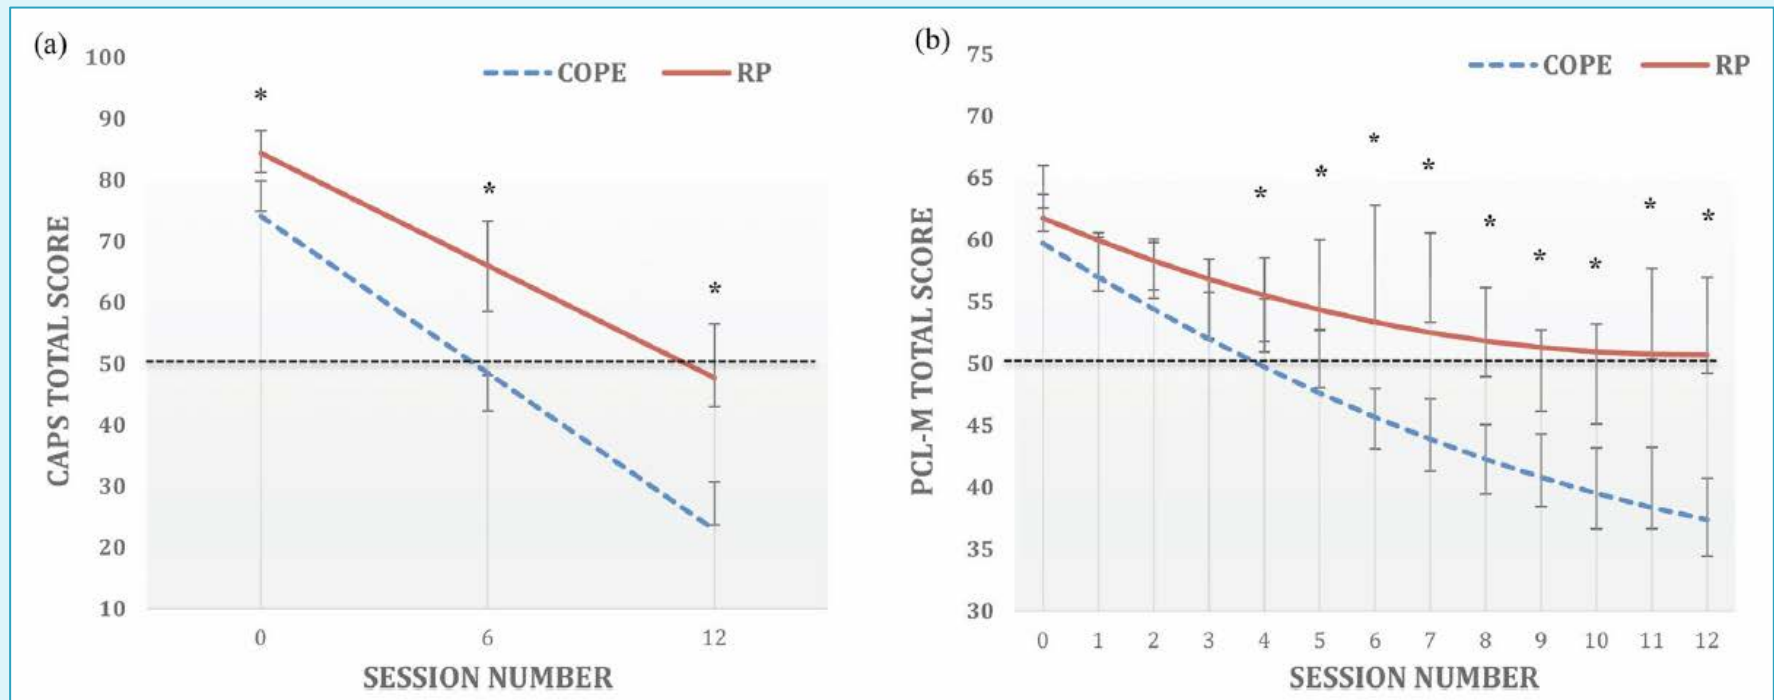 (a)
COPE
RP
100
90
80
70
60
50
40
30
20
10
CAPS TOTAL SCORE
*
*
*
0 6 12
SESSION NUMBER
(b)
COPE
RP
75
70
65
60
55
50
45
40
35
30
PCL-M TOTAL SCORE
*
*
*
*
*
*
*
*
*
0 1 2 3 4 5 6 7 8 9 10 11 12
SESSION NUMBER